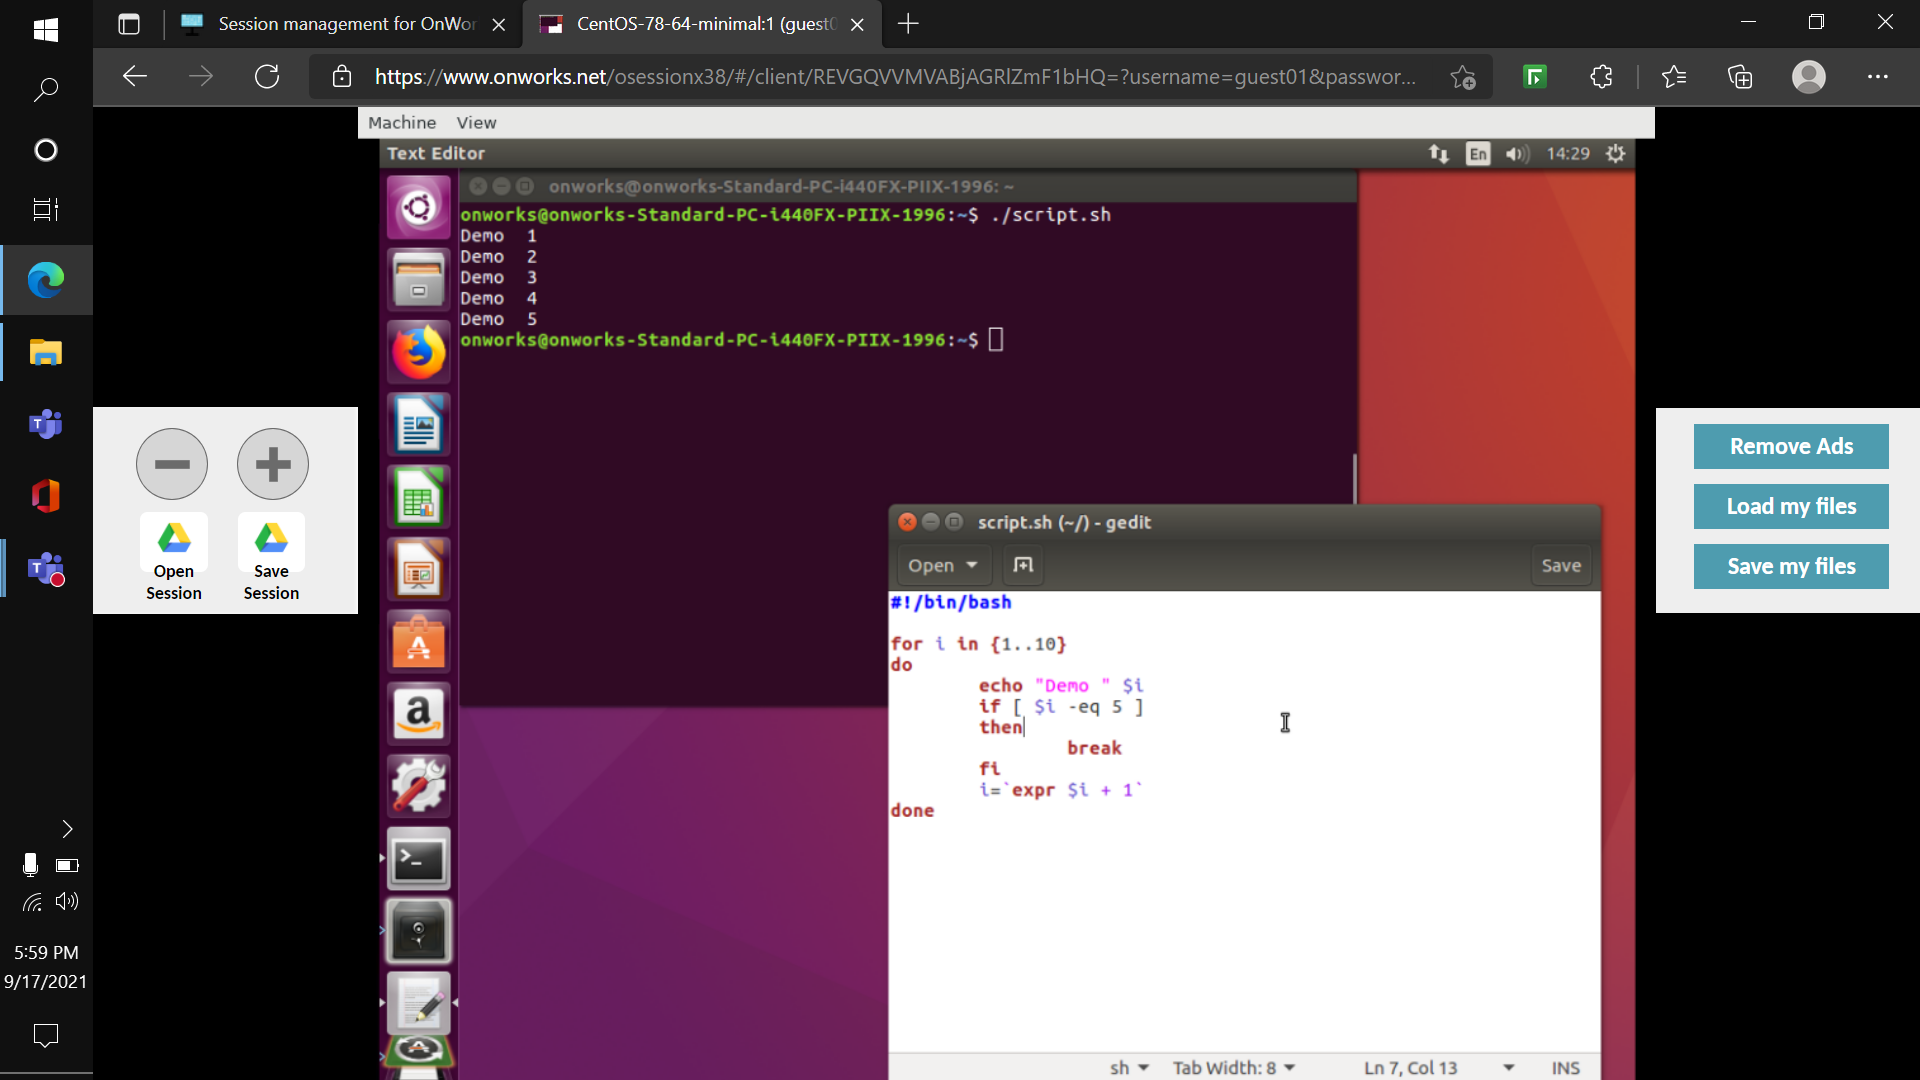 Session management for OnWor
CentOS-78-64-minimal:1 (guest0
https://www.onworks.net/osessionx38/#/client/REVGQVVMVABjAGRlZmF1bHQ=?username=guest01&passwor...
Machine View
Text Editor
En
14:29
onworks@onworks-Standard-PC-i440FX-PIIX-1996: ~
onworks@onworks-Standard-PC-i440FX-PIIX-1996:~$ ./script.sh
Demo  1
Demo  2
Demo  3
Demo  4
Demo  5
onworks@onworks-Standard-PC-i440FX-PIIX-1996:~$
Open
Session
Save
Session
Remove Ads
Load my files
Save my files
script.sh (~/) - gedit
Open
Save
#!/bin/bash
for i in {1..10}
do
echo "Demo " $i
if [ $i -eq 5 ]
then
break
fi
i=`expr $i + 1`
done
sh
Tab Width: 8
Ln 7, Col 13
INS
5:59 PM
9/17/2021